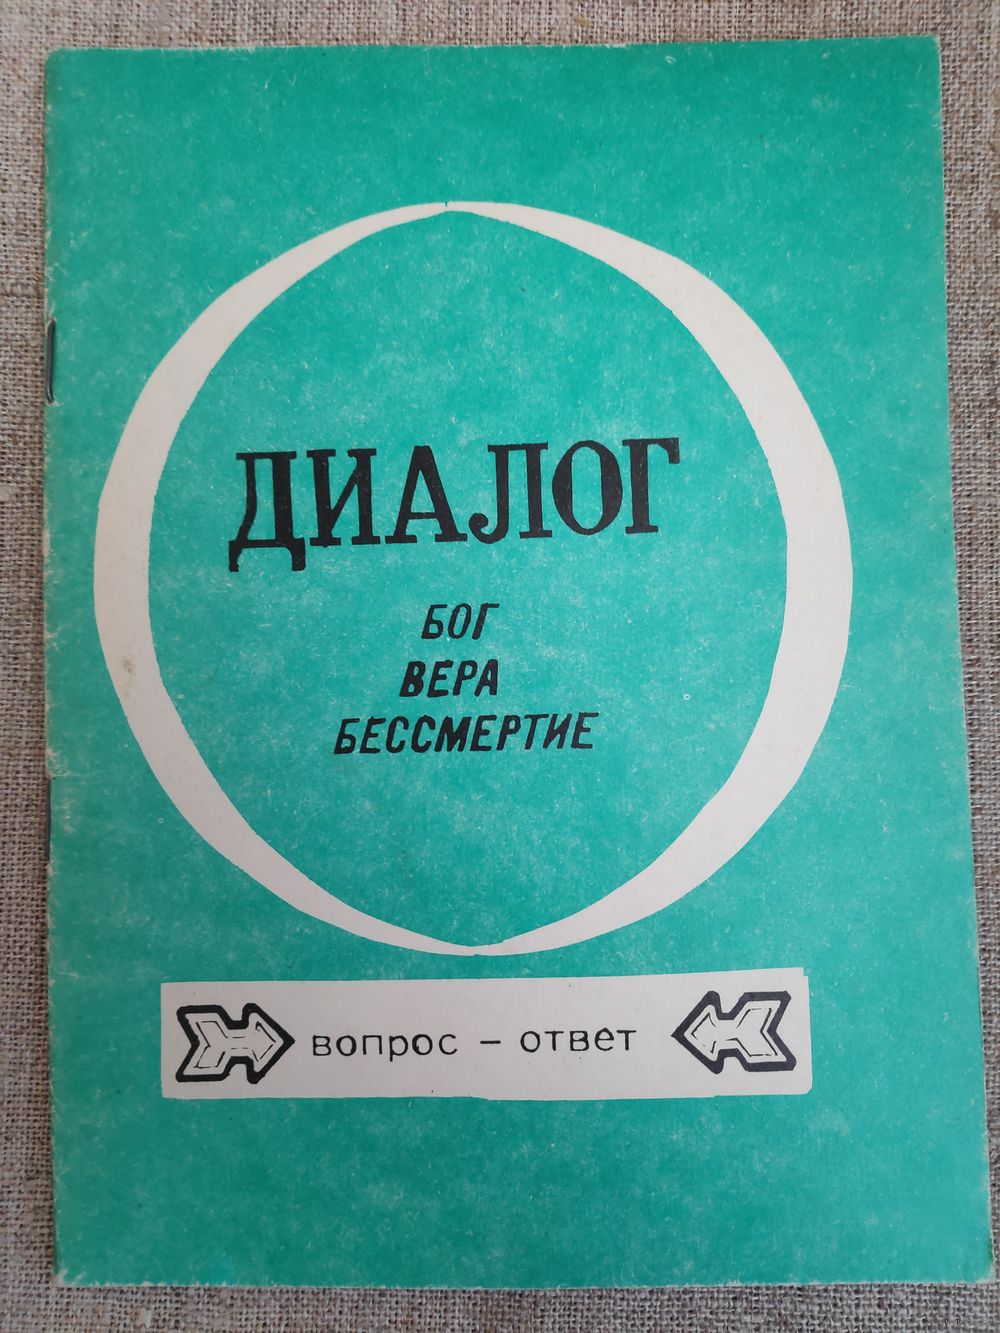 ДИАЛОГ
БОГ
ВЕРА
БЕССМЕРТИЕ
вопрос – ответ